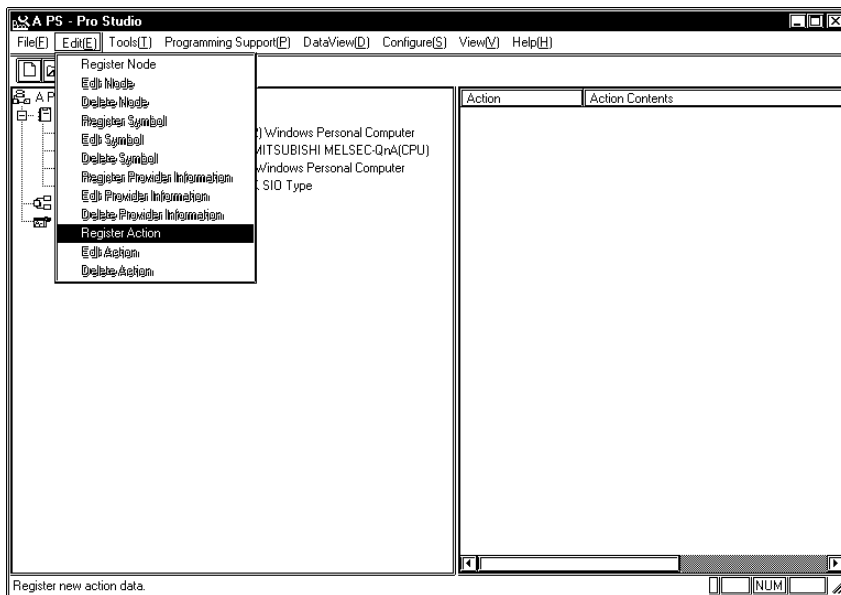 A PS - Pro Studio
File(F) Edit(E) Tools(T) Programming Support(P) DataView(D) Configure(S) View(V) Help(H)
Register Node
Edit Node
Delete Node
Register Symbol
Edit Symbol
Delete Symbol
Register Provider Information
Edit Provider Information
Delete Provider Information
Register Action
Edit Action
Delete Action
A P
) Windows Personal Computer
MITSUBISHI MELSEC-QnA(CPU)
Windows Personal Computer
SIO Type
Action Action Contents
Register new action data.
NUM